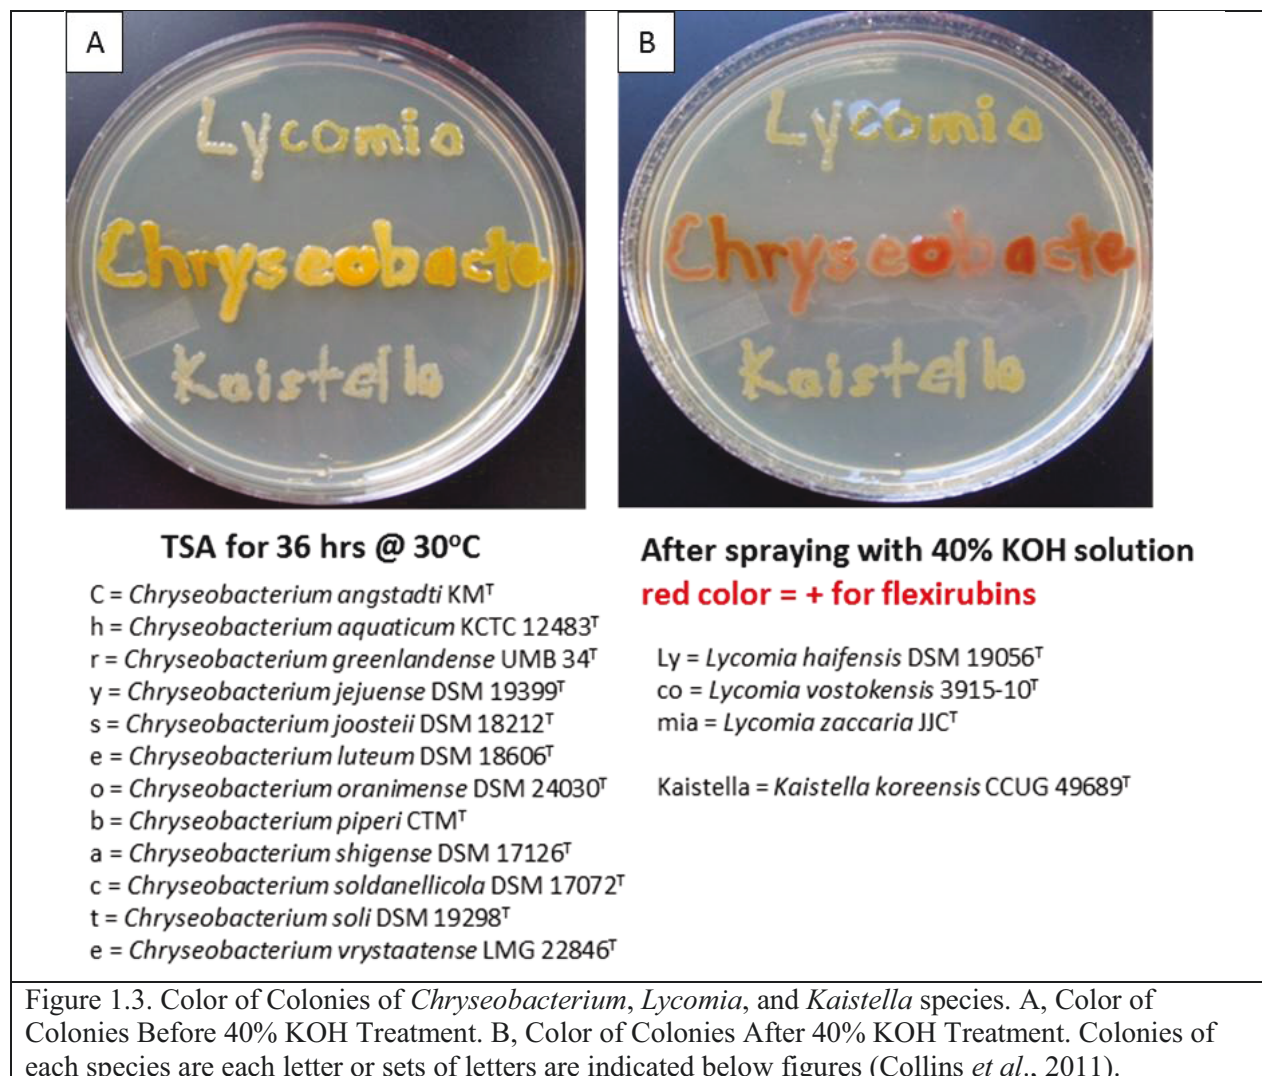 A
B
Lycomia
Chryseobacte
Kaistella
Lycomia
Chryseobacte
Kaistella
TSA for 36 hrs @ 30°C
C = Chryseobacterium angstadti KMᵀ
h = Chryseobacterium aquaticum KCTC 12483ᵀ
r = Chryseobacterium greenlandense UMB 34ᵀ
y = Chryseobacterium jejuense DSM 19399ᵀ
s = Chryseobacterium joosteii DSM 18212ᵀ
e = Chryseobacterium luteum DSM 18606ᵀ
o = Chryseobacterium oranimense DSM 24030ᵀ
b = Chryseobacterium piperi CTMᵀ
a = Chryseobacterium shigense DSM 17126ᵀ
c = Chryseobacterium soldanellicola DSM 17072ᵀ
t = Chryseobacterium soli DSM 19298ᵀ
e = Chryseobacterium vrystaatense LMG 22846ᵀ
After spraying with 40% KOH solution
red color = + for flexirubins
Ly = Lycomia haifensis DSM 19056ᵀ
co = Lycomia vostokensis 3915-10ᵀ
mia = Lycomia zaccaria JJCᵀ
Kaistella = Kaistella koreensis CCUG 49689ᵀ
Figure 1.3. Color of Colonies of Chryseobacterium, Lycomia, and Kaistella species. A, Color of
Colonies Before 40% KOH Treatment. B, Color of Colonies After 40% KOH Treatment. Colonies of
each species are each letter or sets of letters are indicated below figures (Collins et al., 2011).